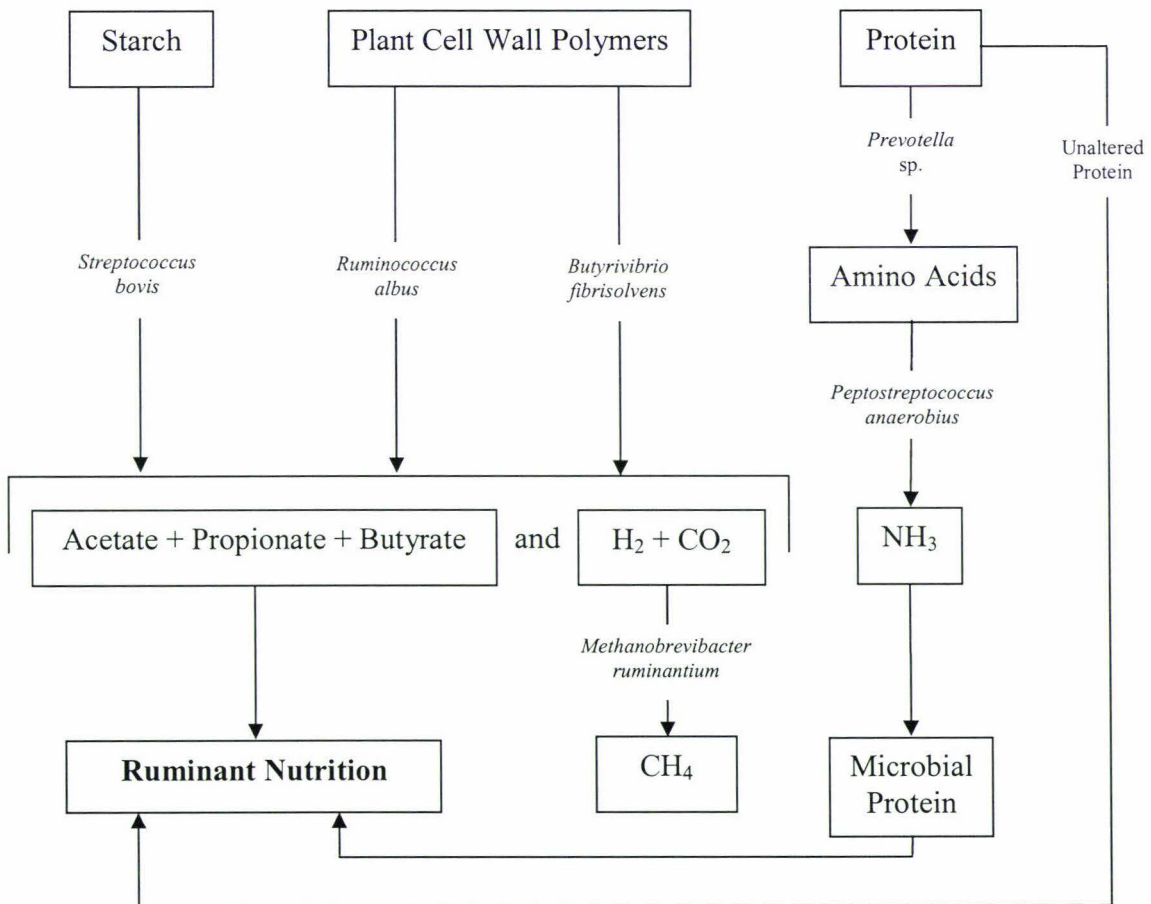 Starch
Plant Cell Wall Polymers
Protein
Prevotella
sp.
Unaltered
Protein
Streptococcus
bovis
Ruminococcus
albus
Butyrivibrio
fibrisolvens
Amino Acids
Peptostreptococcus
anaerobius
Acetate + Propionate + Butyrate
and
H₂ + CO₂
NH₃
Methanobrevibacter
ruminantium
Ruminant Nutrition
CH₄
Microbial
Protein